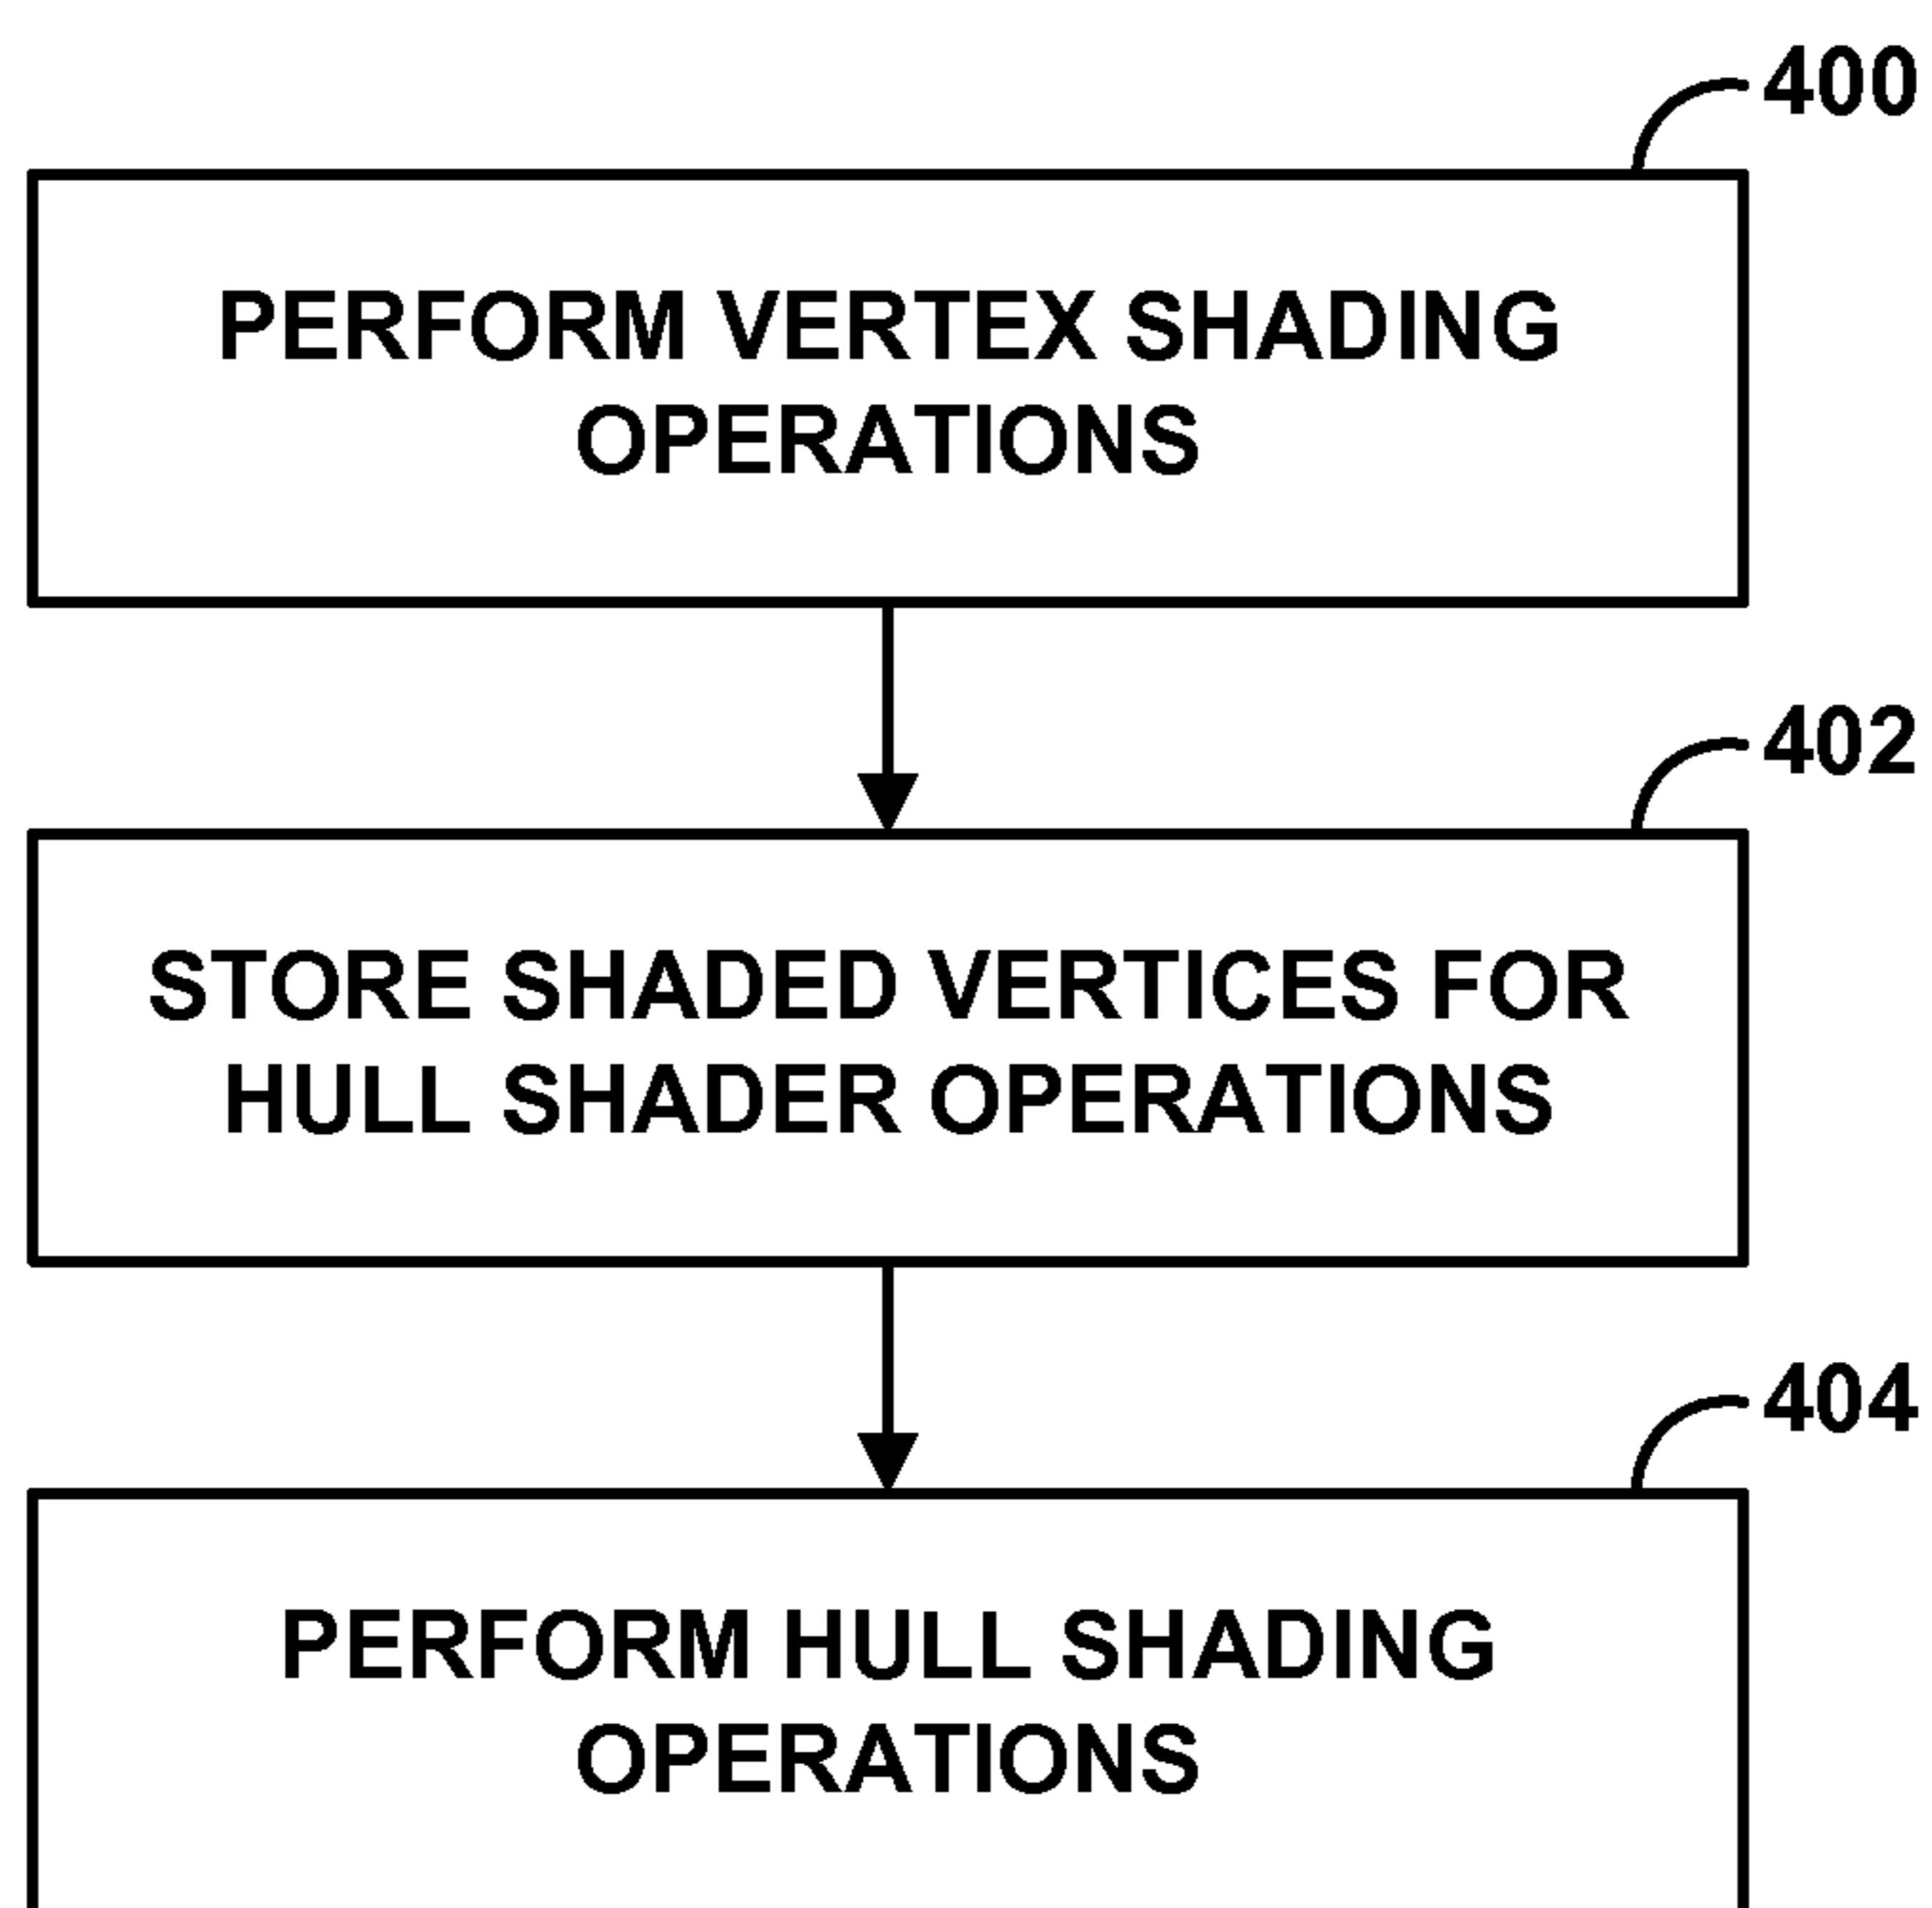 400
PERFORM VERTEX SHADING
OPERATIONS
402
STORE SHADED VERTICES FOR
HULL SHADER OPERATIONS
404
PERFORM HULL SHADING
OPERATIONS